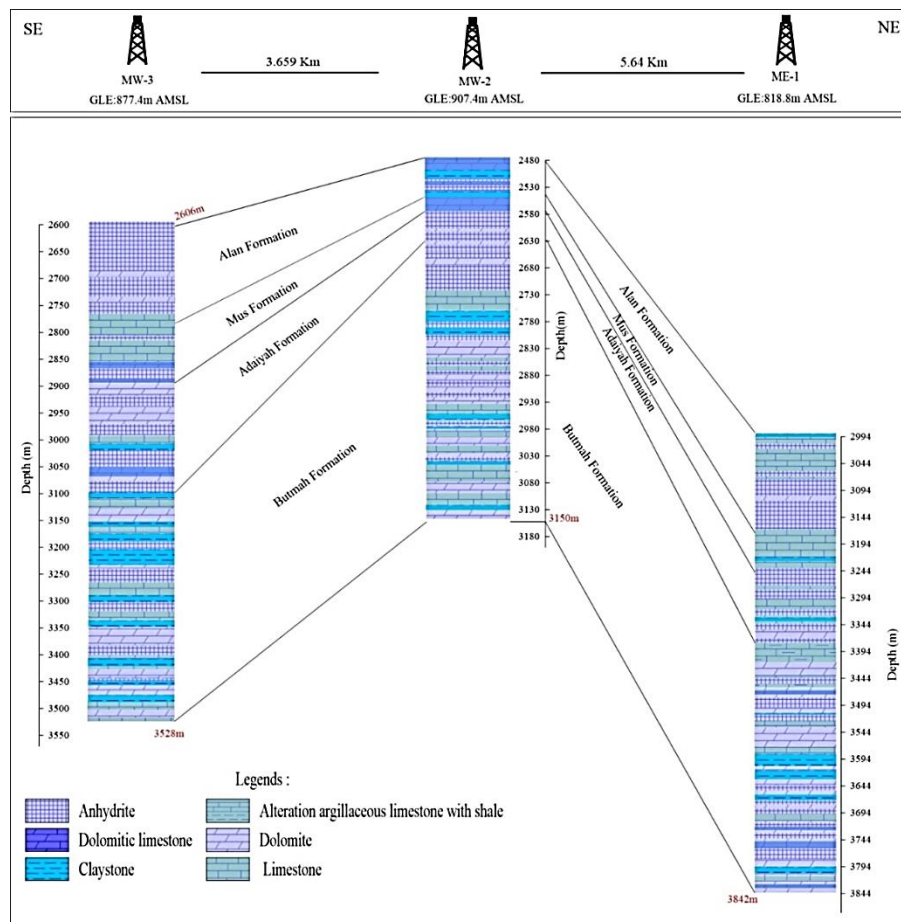 SE
NE
3.659 Km
5.64 Km
MW-3
MW-2
ME-1
GLE:877.4m AMSL
GLE:907.4m AMSL
GLE:818.8m AMSL
2606m
Depth (m)
2600
2650
2700
2750
2800
2850
2900
2950
3000
3050
3100
3150
3200
3250
3300
3350
3400
3450
3500
3550
3528m
Alan Formation
Mus Formation
Adaiyah Formation
Butmah Formation
2480
2530
2580
2630
2680
2730
2780
2830
2880
2930
2980
3030
3080
3130
3180
Depth(m)
3150m
Alan Formation
Mus Formation
Adaiyah Formation
Butmah Formation
2994
3044
3094
3144
3194
3244
3294
3344
3394
3444
3494
3544
3594
3644
3694
3744
3794
3844
Depth (m)
3842m
Legends :
Anhydrite
Alteration argillaceous limestone with shale
Dolomitic limestone
Dolomite
Claystone
Limestone